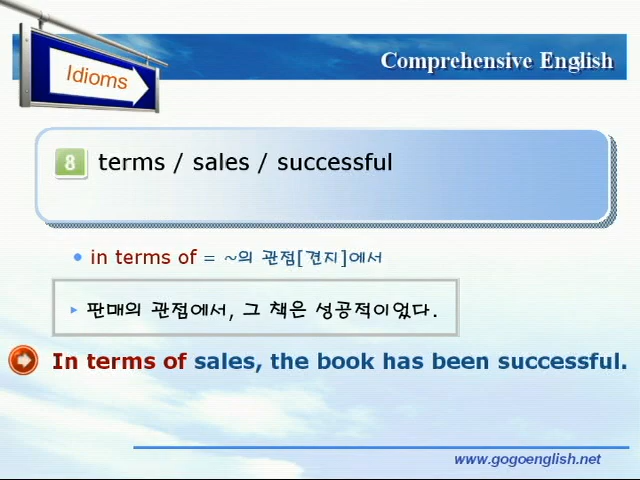 Idioms
Comprehensive English
8 terms / sales / successful
in terms of = ~의 관점[견지]에서
판매의 관점에서, 그 책은 성공적이었다.
In terms of sales, the book has been successful.
www.gogoenglish.net